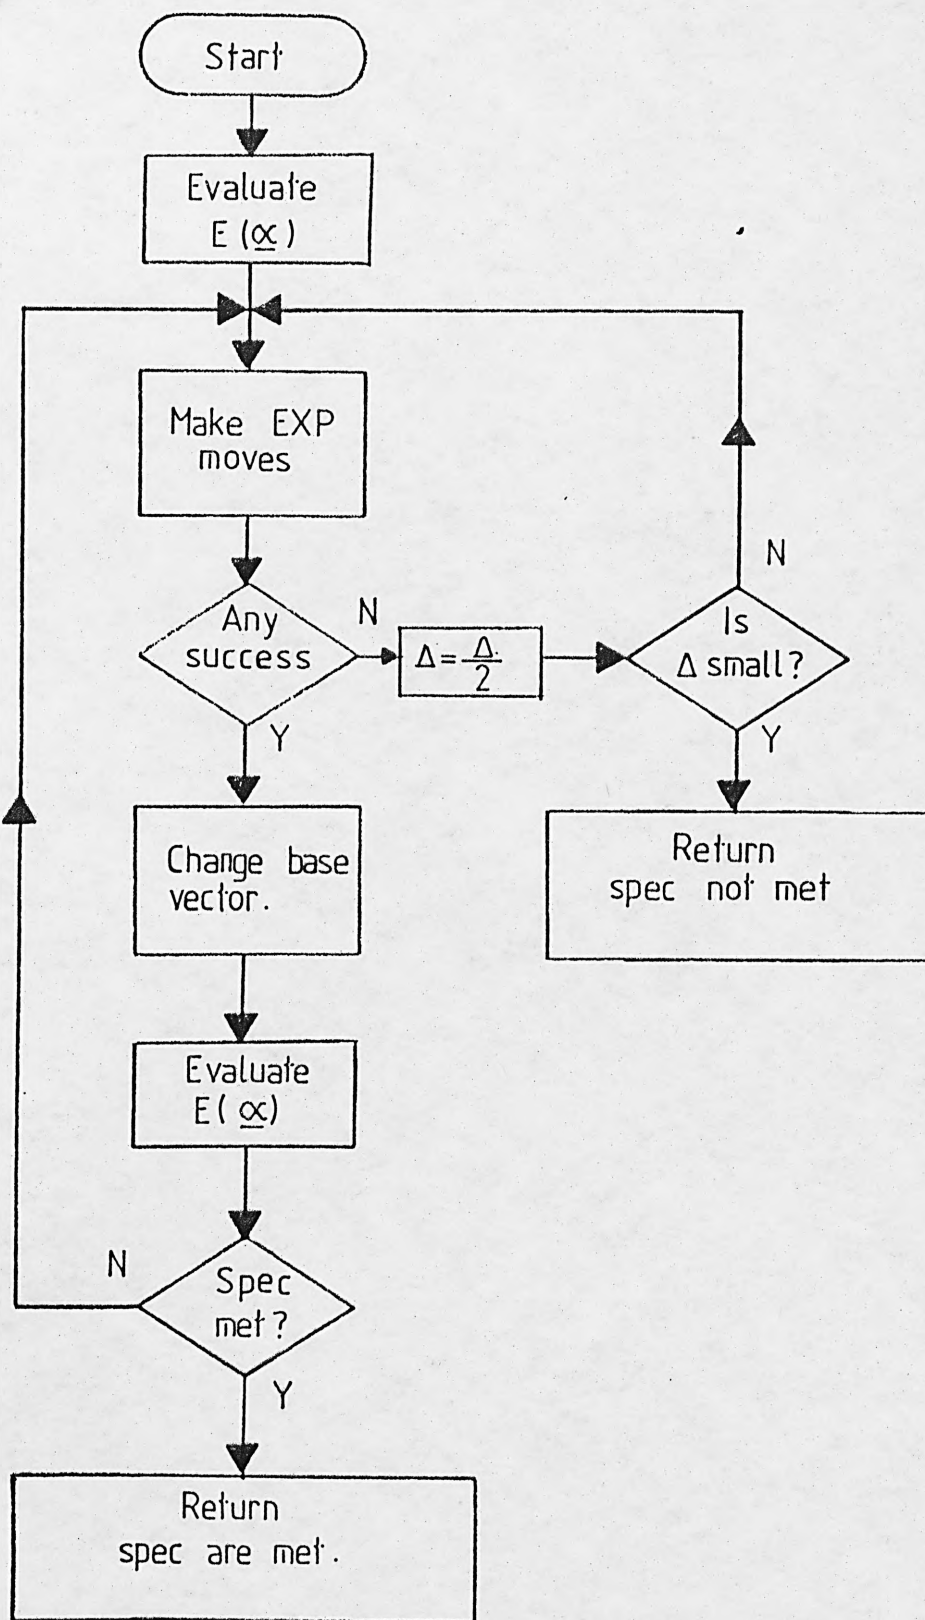 Start
Evaluate
E (α)
Make EXP
moves
Any
success
N
Δ = Δ/2
Is
Δ small?
N
Y
Return
spec not met
Y
Change base
vector.
Evaluate
E ( α)
Spec
met?
N
Y
Return
spec are met.